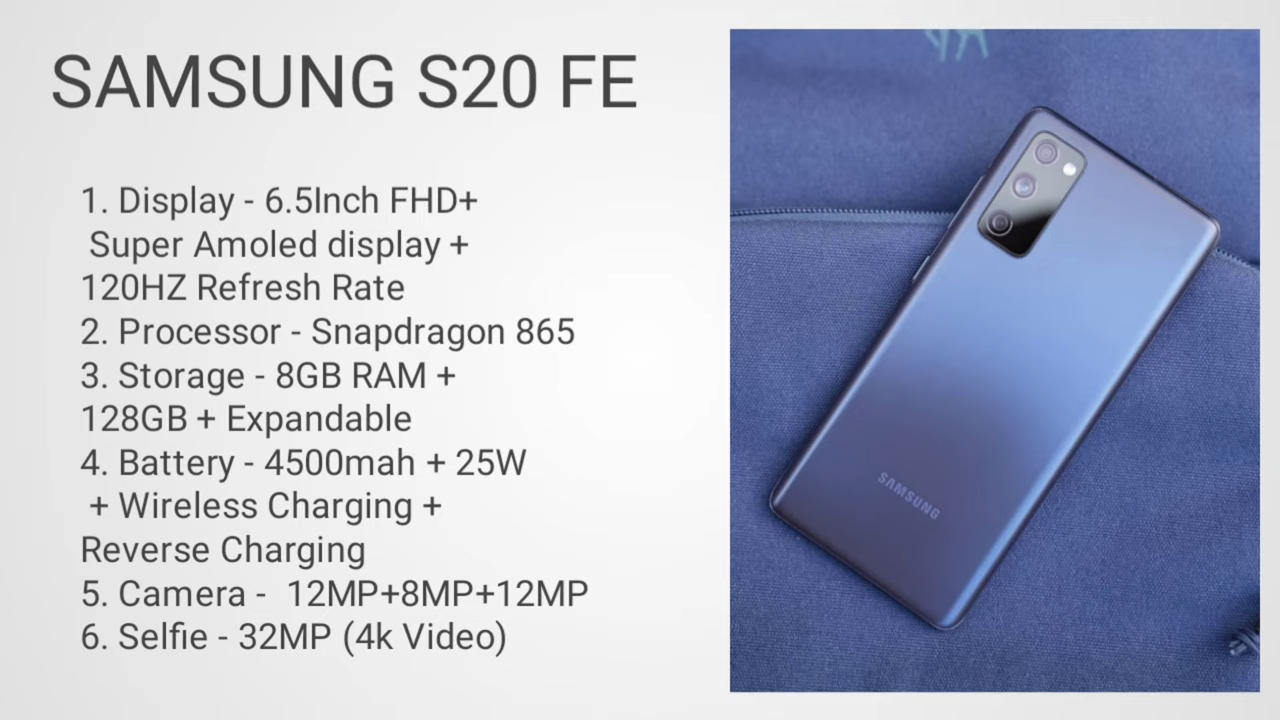 SAMSUNG S20 FE
1. Display - 6.5Inch FHD+
Super Amoled display +
120HZ Refresh Rate
2. Processor - Snapdragon 865
3. Storage - 8GB RAM +
128GB + Expandable
4. Battery - 4500mah + 25W
+ Wireless Charging +
Reverse Charging
5. Camera -  12MP+8MP+12MP
6. Selfie - 32MP (4k Video)
SAMSUNG